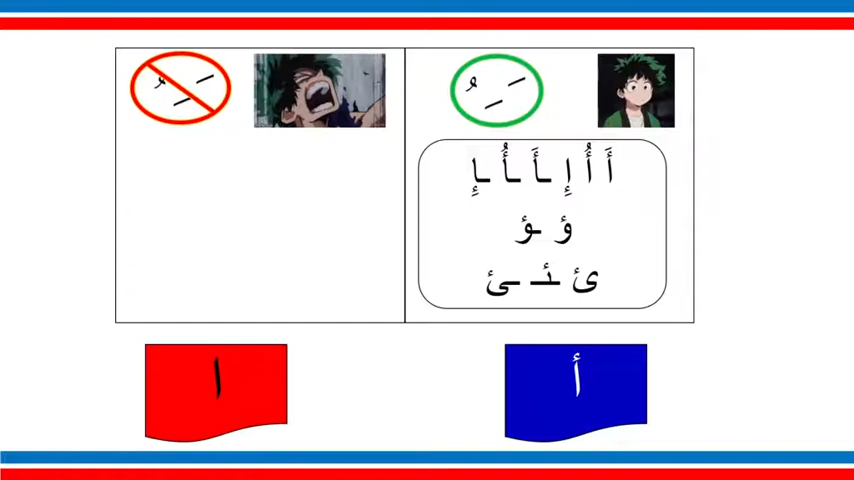 َ ِ ُ
َ ِ ُ
أَ أُ إِ ـأَ ـأُ ـإِ
ؤ ـؤ
ئ ـئـ ـئ
ا
أ